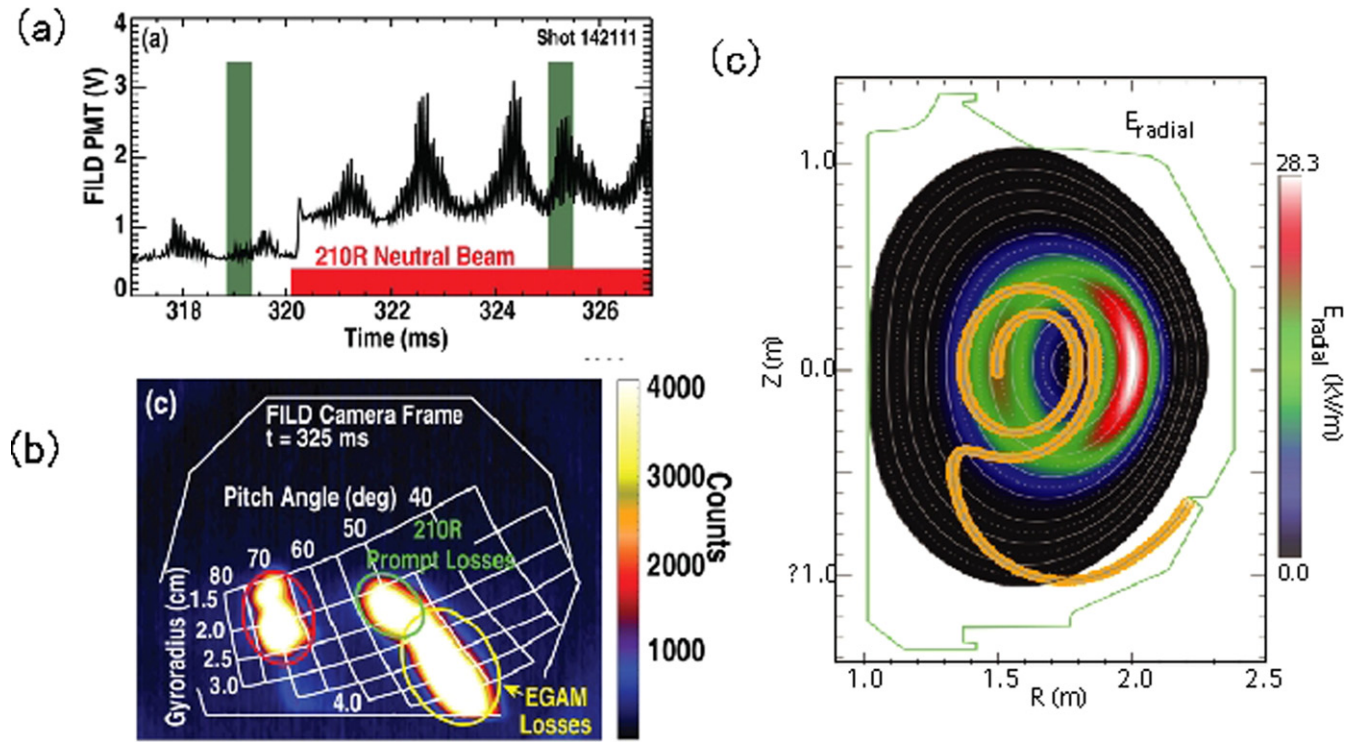 (a)
(a)
Shot 142111
FILD PMT (V)
4
3
2
1
0
210R Neutral Beam
318 320 322 324 326
Time (ms)
(b)
(c)
FILD Camera Frame
t = 325 ms
Pitch Angle (deg)
80 70 60 50 40
210R
Prompt Losses
Gyroradius (cm)
1.5
2.0
2.5
3.0
4.0
EGAM
Losses
4000
3000
2000
1000
Counts
(c)
E radial
Z (m)
1.0
0.0
?1.0
1.0 1.5 2.0 2.5
R (m)
28.3
0.0
E radial (kV/m)